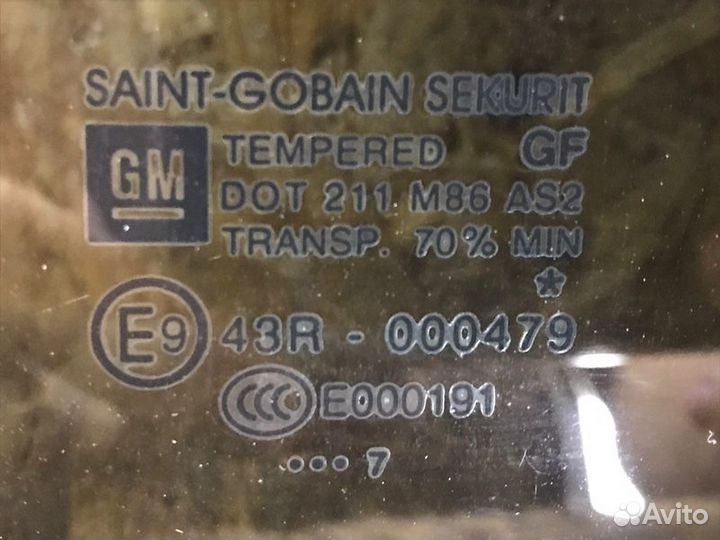 SAINT-GOBAIN SEKURIT
GM
TEMPERED GF
DOT 211 M86 AS2
TRANSP. 70% MIN
*
E9 43R - 000479
CCC E000191
••• 7
Avito